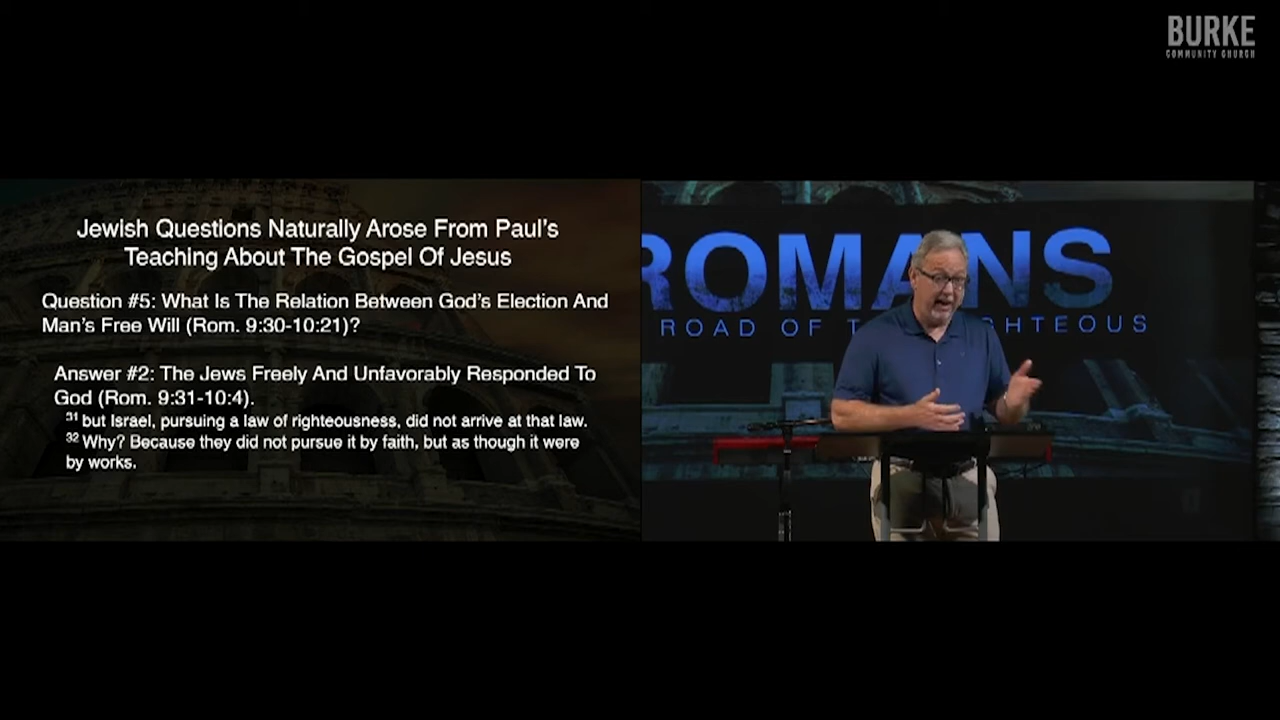 BURKE
COMMUNITY CHURCH
Jewish Questions Naturally Arose From Paul's
Teaching About The Gospel Of Jesus
Question #5: What Is The Relation Between God's Election And
Man's Free Will (Rom. 9:30-10:21)?
Answer #2: The Jews Freely And Unfavorably Responded To
God (Rom. 9:31-10:4).
31 but Israel, pursuing a law of righteousness, did not arrive at that law.
32 Why? Because they did not pursue it by faith, but as though it were
by works.
ROMANS
ROAD OF T GHTEOUS